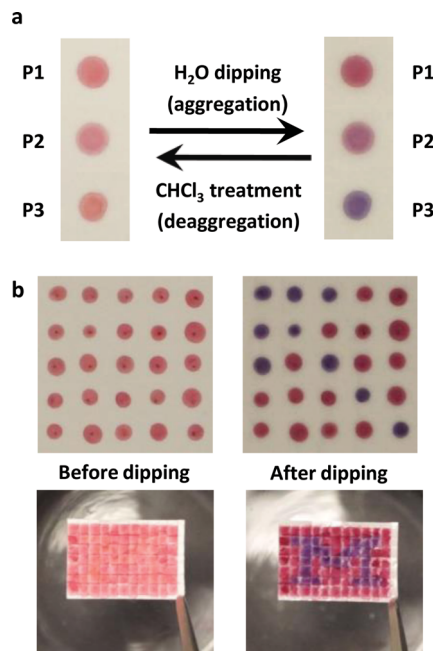 a
P1
P2
P3
H₂O dipping
(aggregation)
CHCl₃ treatment
(deaggregation)
P1
P2
P3
b
Before dipping
After dipping